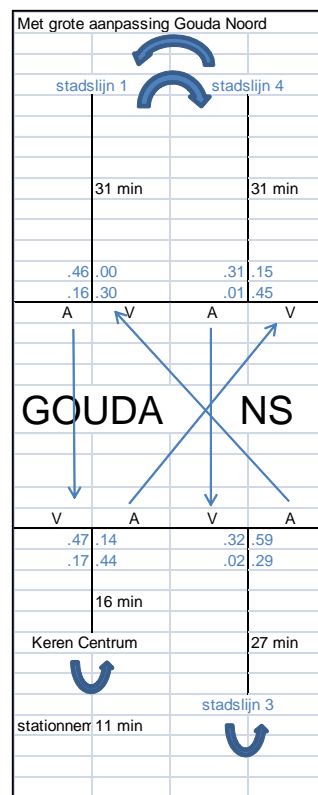 Met grote aanpassing Gouda Noord
stadslijn 1 stadslijn 4
31 min 31 min
.46 .00 .31 .15
.16 .30 .01 .45
A V A V
GOUDA NS
V A V A
.47 .14 .32 .59
.17 .44 .02 .29
16 min
Keren Centrum 27 min
stadslijn 3
stationnem 11 min